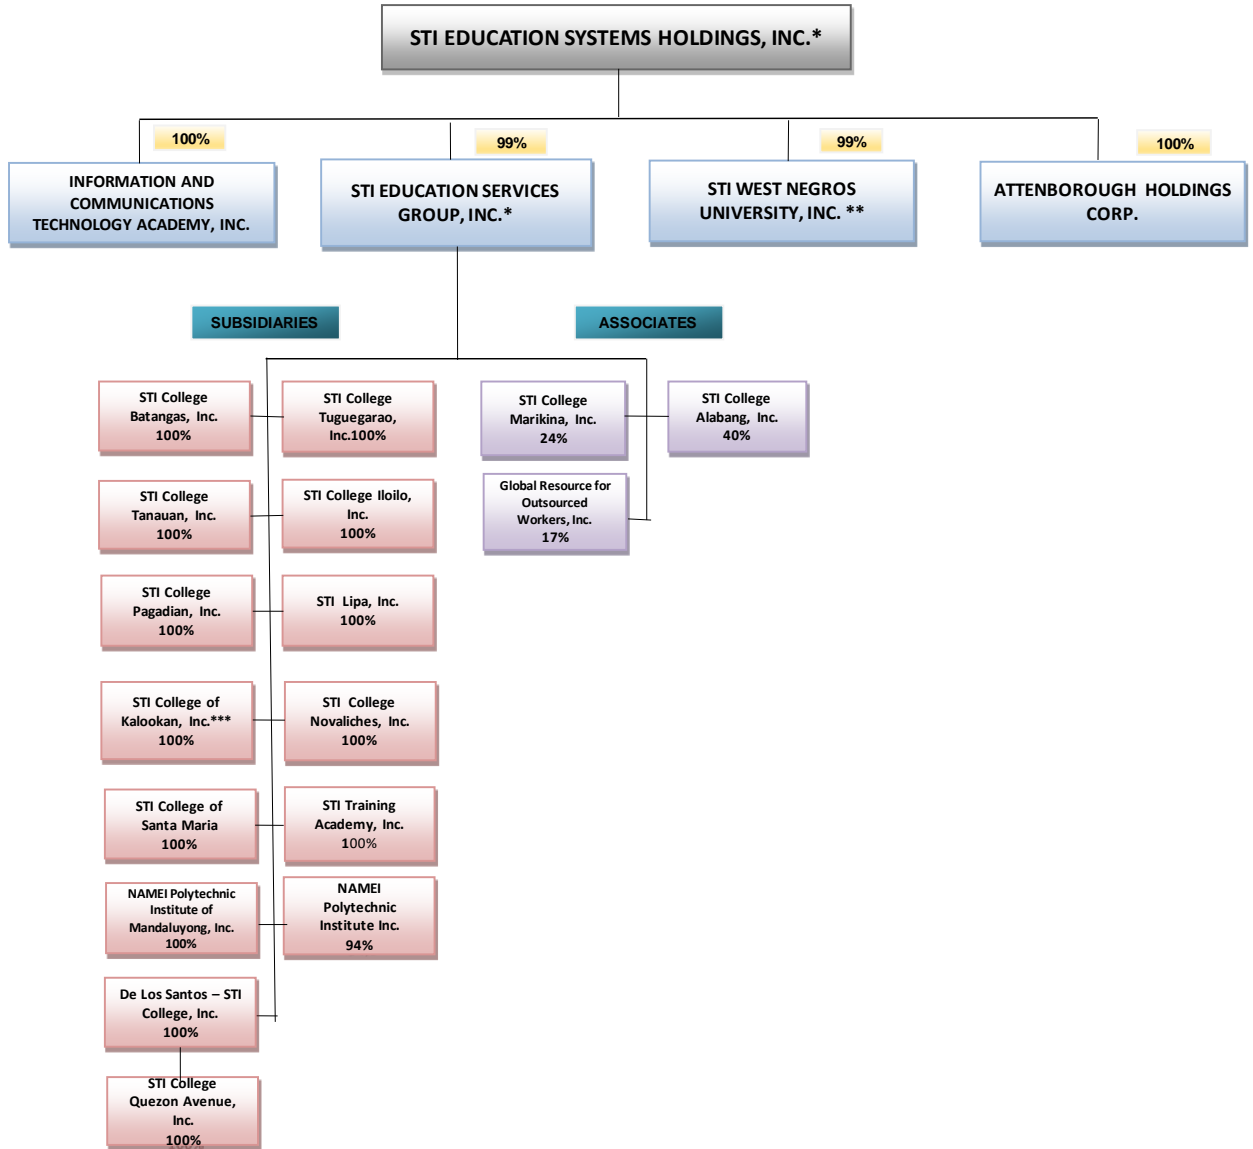 STI EDUCATION SYSTEMS HOLDINGS, INC.*
100%
99%
99%
100%
INFORMATION AND
COMMUNICATIONS
TECHNOLOGY ACADEMY, INC.
STI EDUCATION SERVICES
GROUP, INC.*
STI WEST NEGROS
UNIVERSITY, INC. **
ATTENBOROUGH HOLDINGS
CORP.
SUBSIDIARIES
ASSOCIATES
STI College
Batangas, Inc.
100%
STI College
Tuguegarao,
Inc.100%
STI College
Marikina, Inc.
24%
STI College
Alabang, Inc.
40%
STI College
Tanauan, Inc.
100%
STI College Iloilo,
Inc.
100%
Global Resource for
Outsourced
Workers, Inc.
17%
STI College
Pagadian, Inc.
100%
STI Lipa, Inc.
100%
STI College of
Kalookan, Inc.***
100%
STI College
Novaliches, Inc.
100%
STI College of
Santa Maria
100%
STI Training
Academy, Inc.
100%
NAMEI Polytechnic
Institute of
Mandaluyong, Inc.
100%
NAMEI
Polytechnic
Institute Inc.
94%
De Los Santos – STI
College, Inc.
100%
STI College
Quezon Avenue,
Inc.
100%